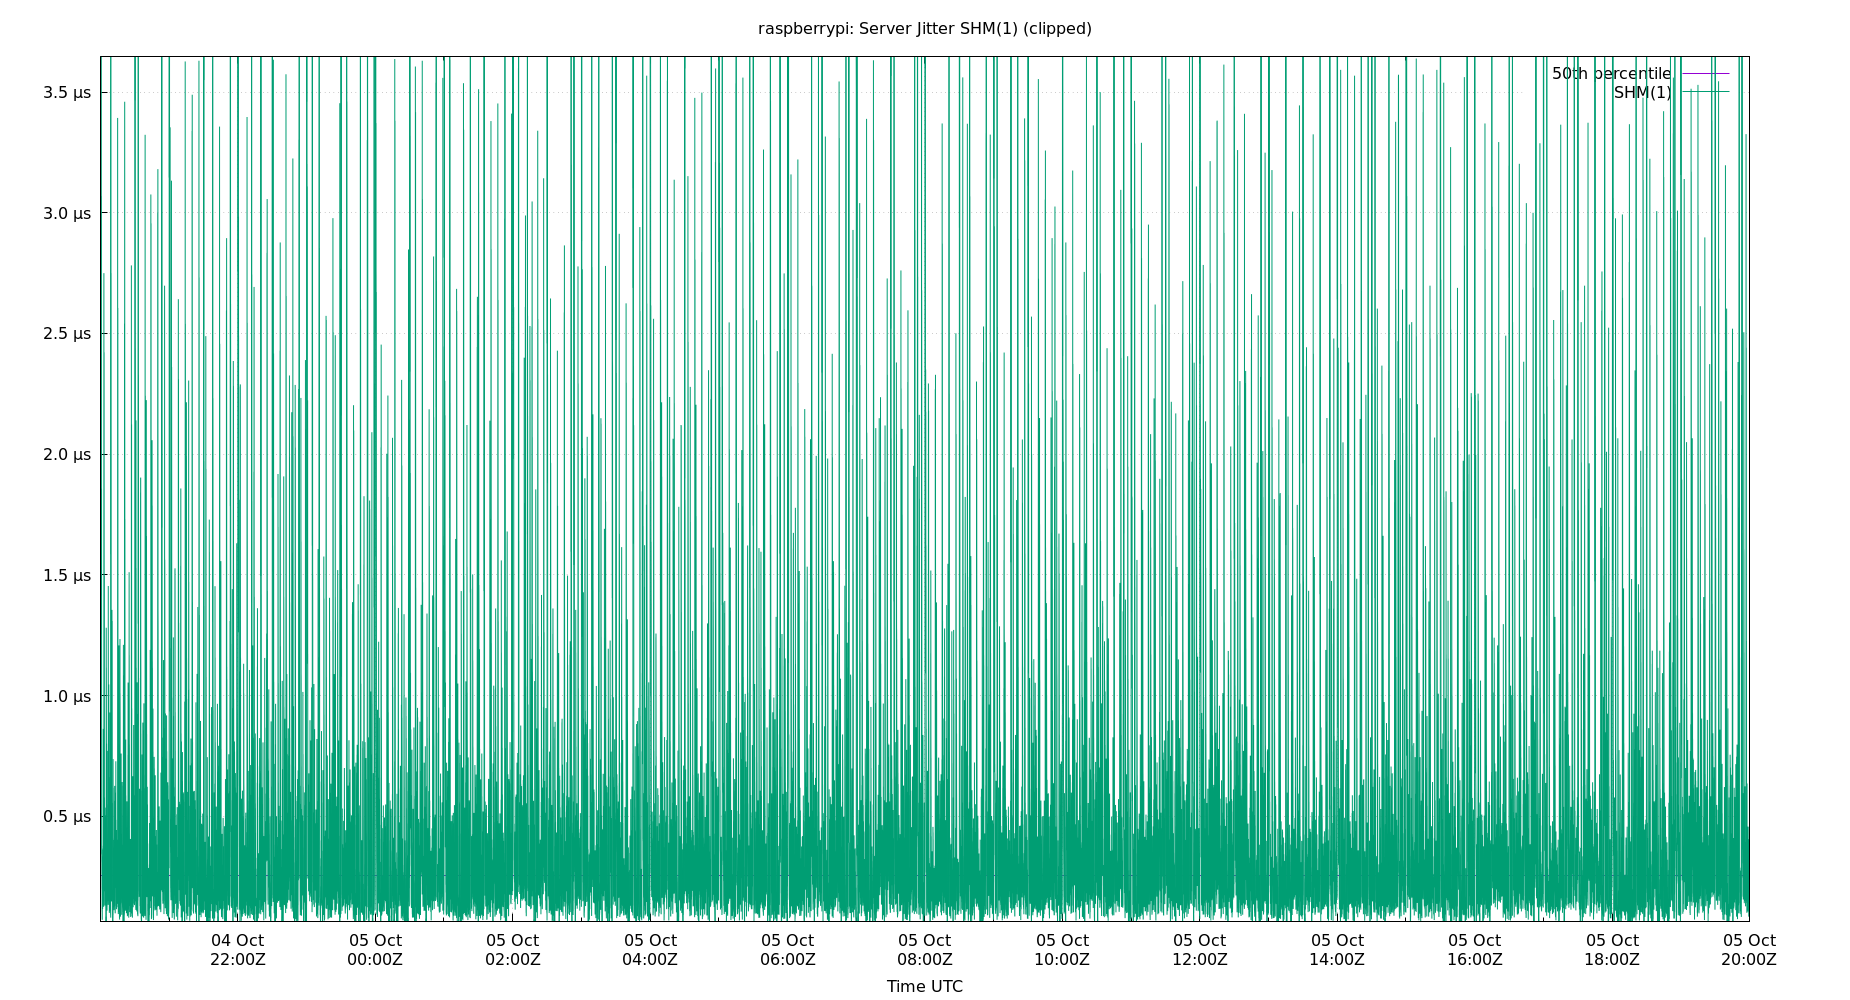 raspberrypi: Server Jitter SHM(1) (clipped)
50th percentile
SHM(1)
3.5 µs
3.0 µs
2.5 µs
2.0 µs
1.5 µs
1.0 µs
0.5 µs
04 Oct 05 Oct 05 Oct 05 Oct 05 Oct 05 Oct 05 Oct 05 Oct 05 Oct 05 Oct 05 Oct 05 Oct
22:00Z 00:00Z 02:00Z 04:00Z 06:00Z 08:00Z 10:00Z 12:00Z 14:00Z 16:00Z 18:00Z 20:00Z
Time UTC